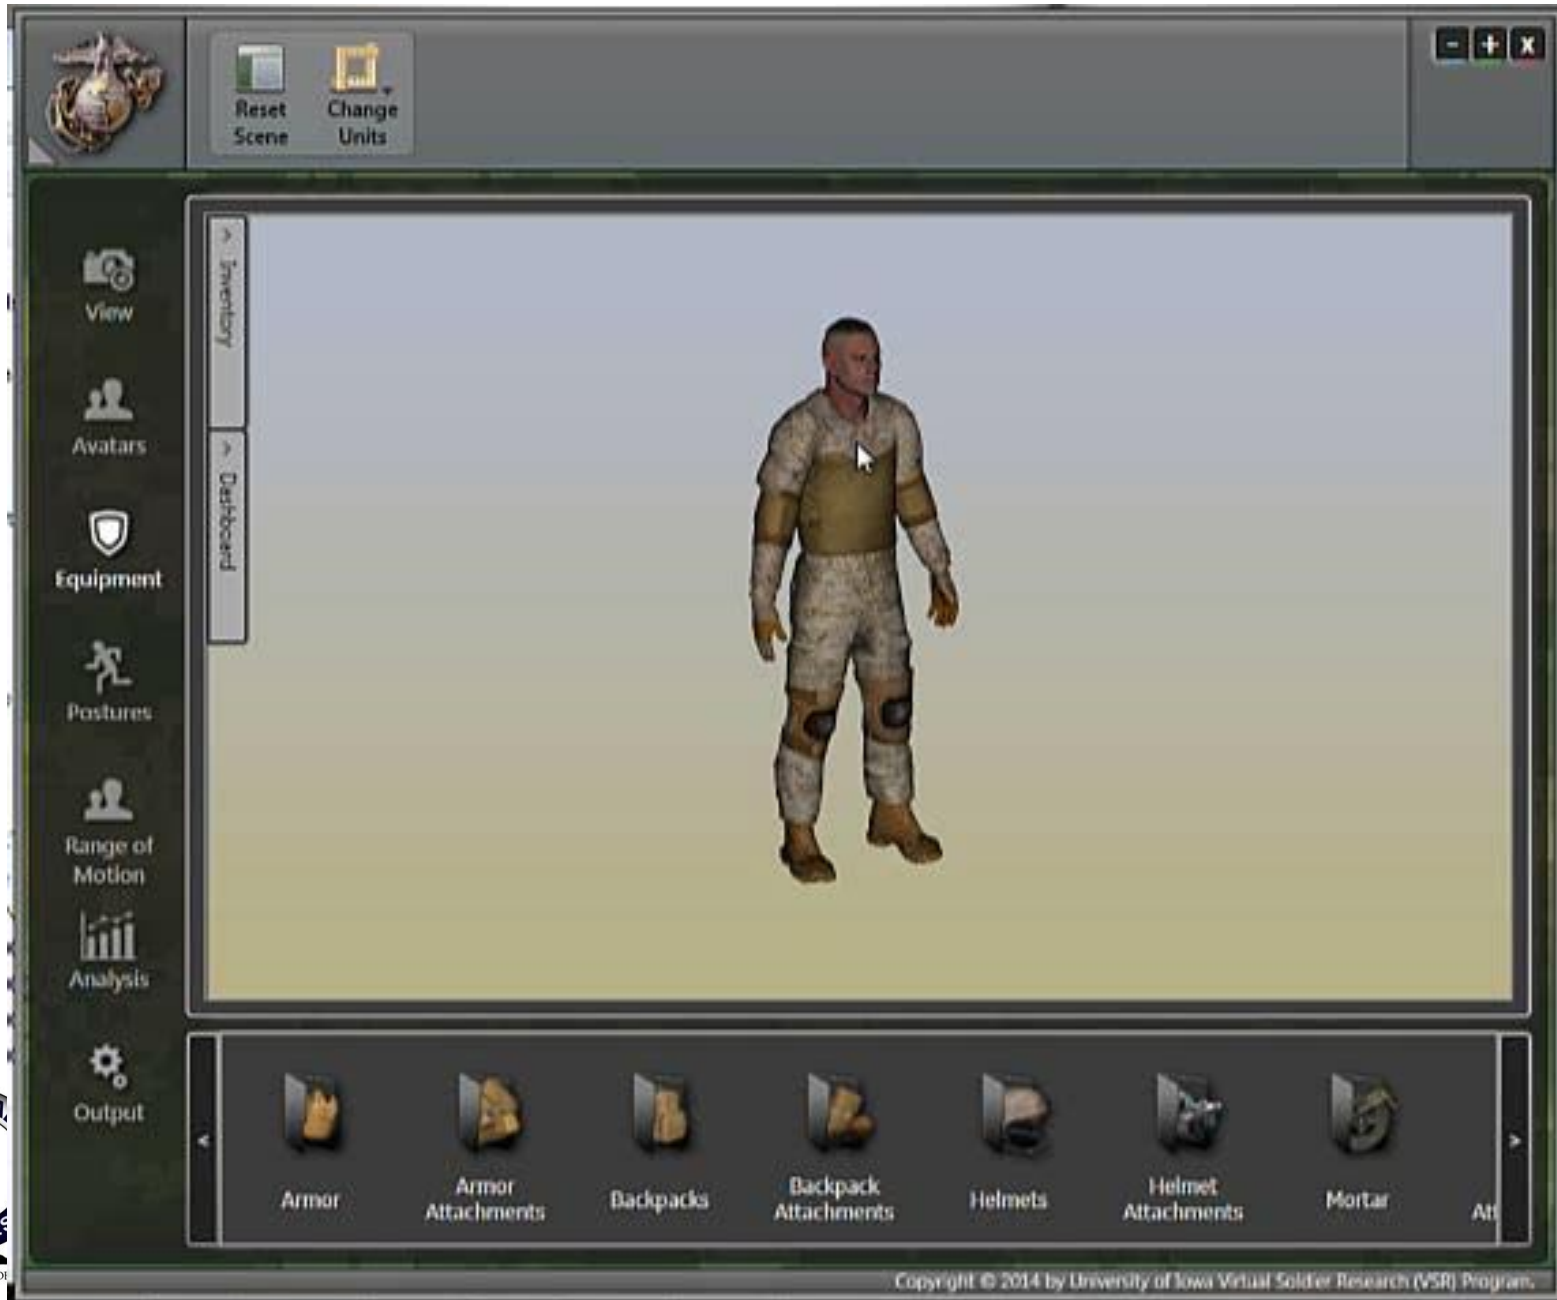 Reset
Scene
Change
Units
- + x
View
Avatars
Equipment
Postures
Range of
Motion
Analysis
Output
> Inventory
> Dashboard
<
Armor
Armor
Attachments
Backpacks
Backpack
Attachments
Helmets
Helmet
Attachments
Mortar
>
Copyright © 2014 by University of Iowa Virtual Soldier Research (VSR) Program.